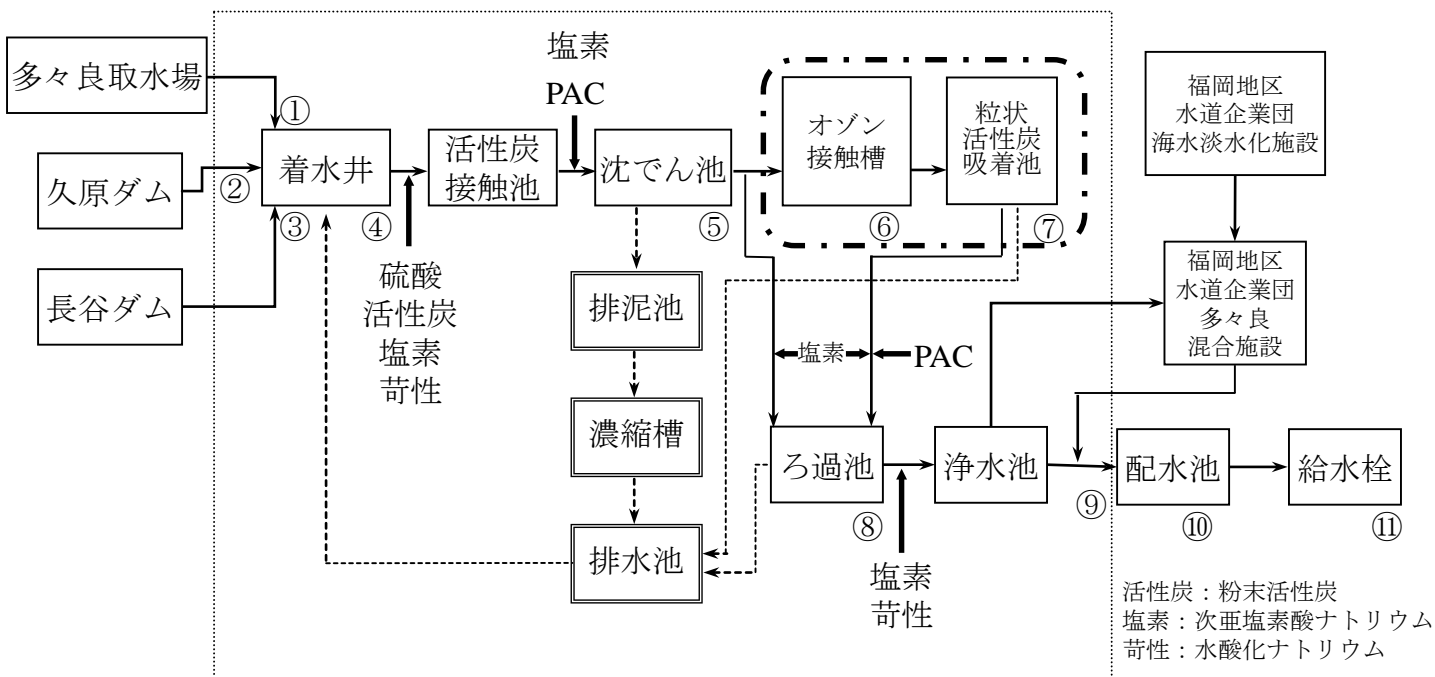 塩素
PAC
多々良取水場
①
久原ダム
②
長谷ダム
③
着水井
④
硫酸
活性炭
塩素
苛性
活性炭
接触池
沈でん池
⑤
オゾン
接触槽
⑥
粒状
活性炭
吸着池
⑦
福岡地区
水道企業団
海水淡水化施設
福岡地区
水道企業団
多々良
混合施設
排泥池
濃縮槽
排水池
塩素
PAC
ろ過池
⑧
塩素
苛性
浄水池
⑨
配水池
⑩
給水栓
⑪
活性炭：粉末活性炭
塩素：次亜塩素酸ナトリウム
苛性：水酸化ナトリウム